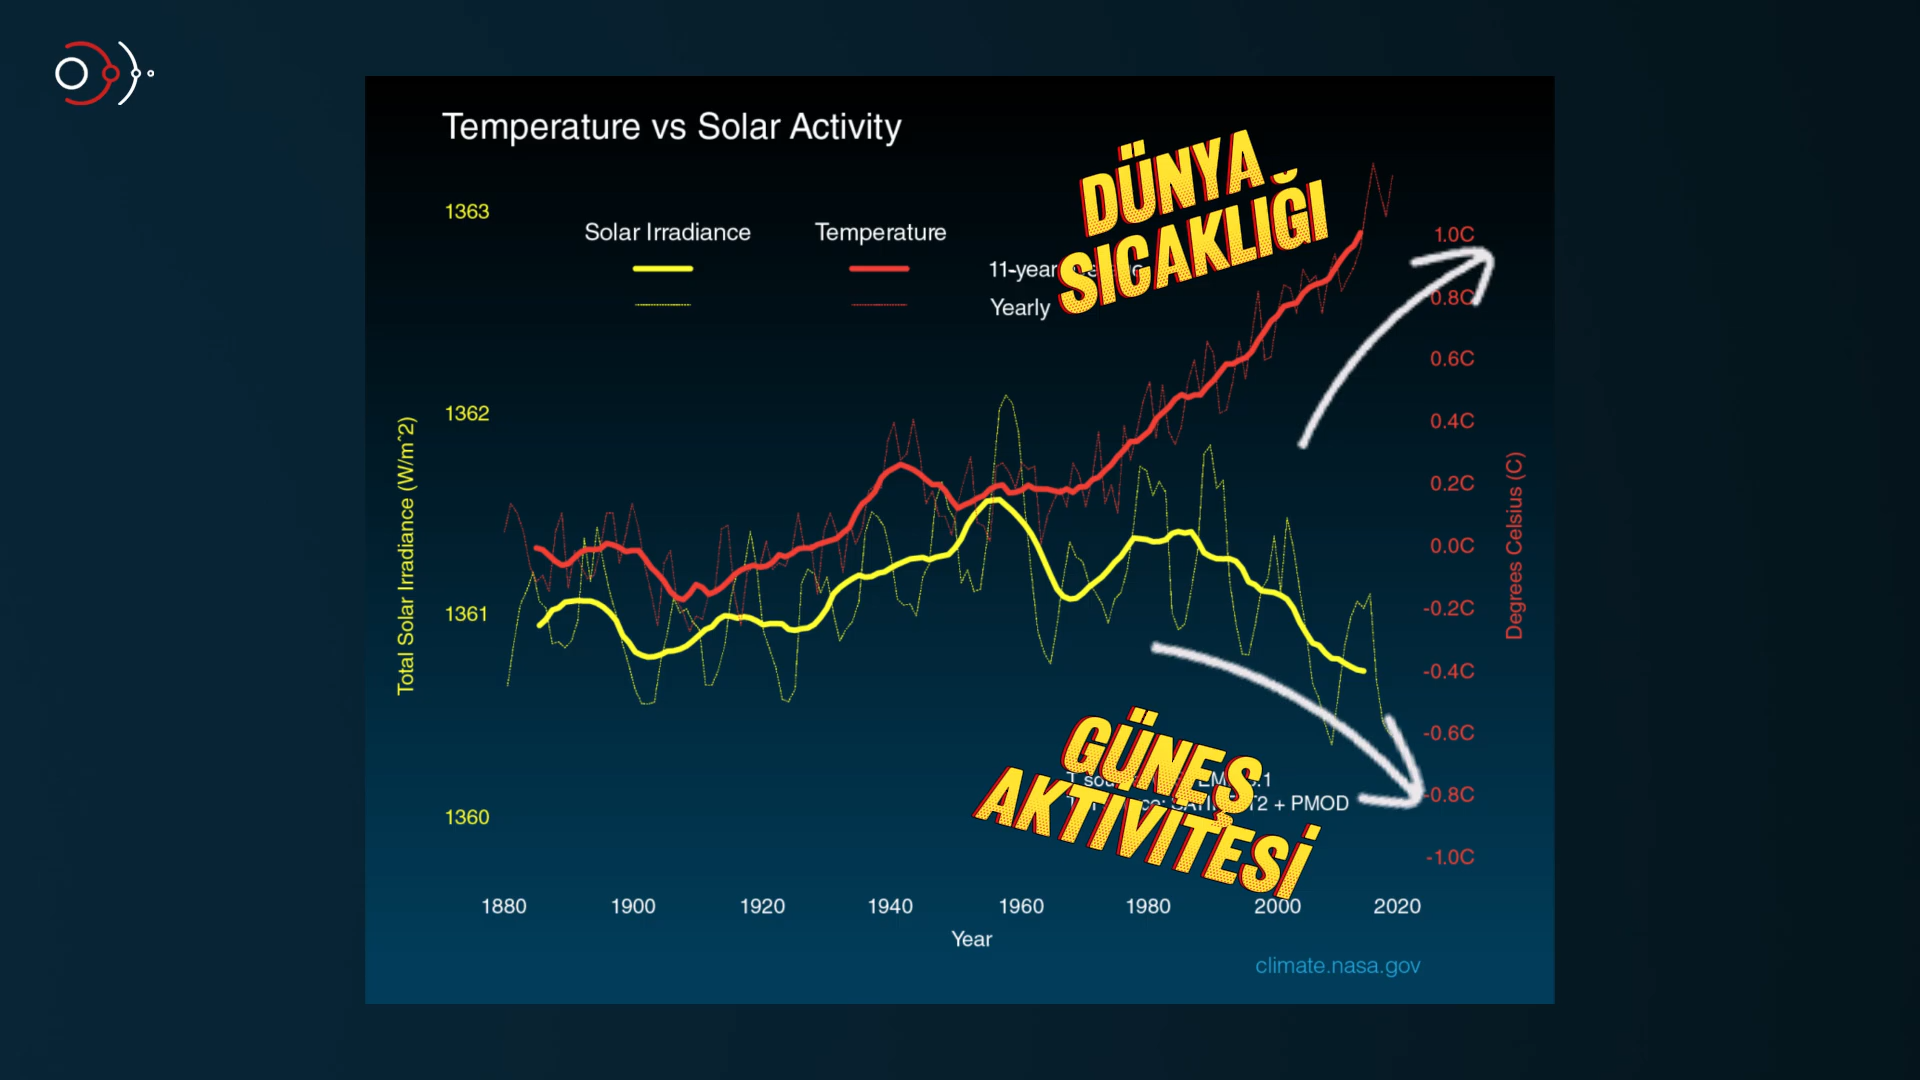 Temperature vs Solar Activity
DÜNYA
SICAKLIĞI
1363
Solar Irradiance
Temperature
1.0C
11-year
Yearly
0.8C
0.6C
1362
0.4C
0.2C
0.0C
1361
-0.2C
-0.4C
-0.6C
-0.8C
-1.0C
1360
Total Solar Irradiance (W/m^2)
Degrees Celsius (C)
GÜNEŞ
AKTİVİTESİ
T2 + PMOD
1880
1900
1920
1940
1960
1980
2000
2020
Year
climate.nasa.gov